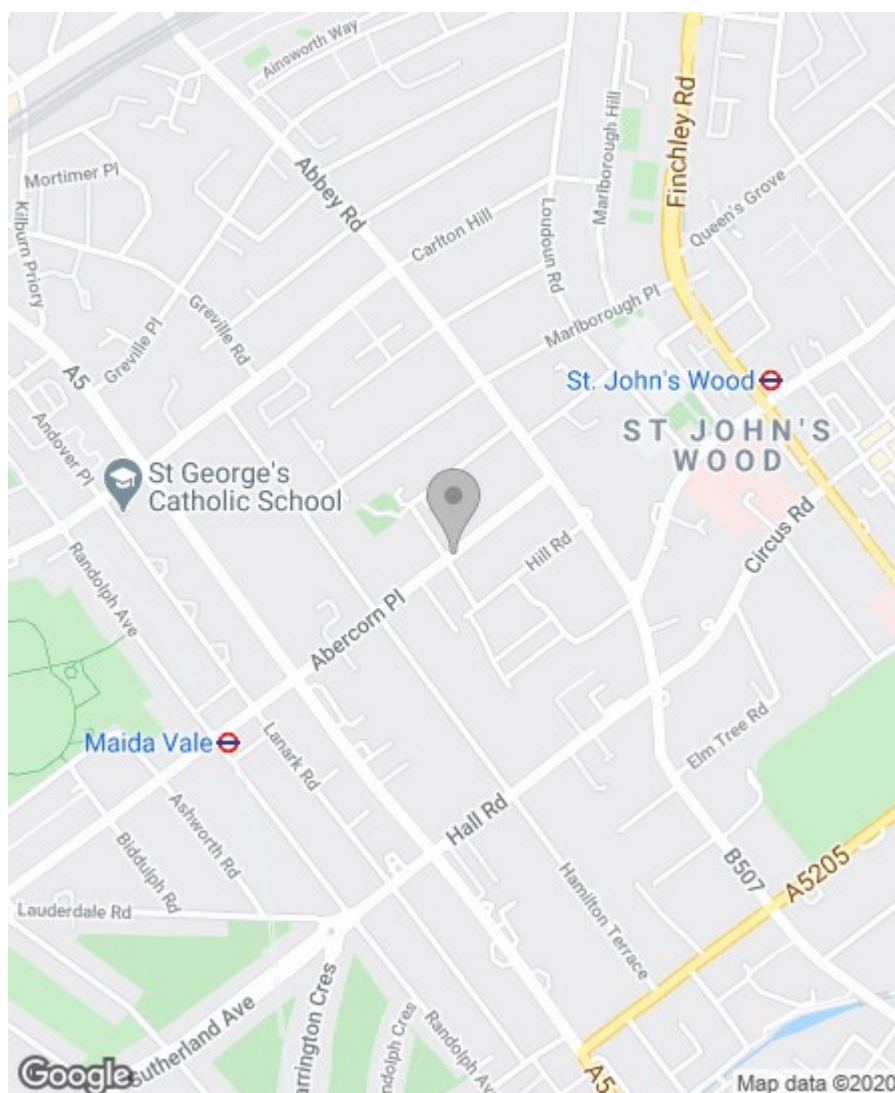 Ainsworth Way
Finchley Rd
Marlborough Hill
Abbey Rd
Mortimer Pl
Kilburn Priory
Carlton Hill
Loudoun Rd
Queen's Grove
Greville Pl
Greville Rd
Marlborough Pl
A5
St. John's Wood
ST JOHN'S
WOOD
Andover Pl
St George's
Catholic School
Circus Rd
Hill Rd
Randolph Ave
Abercorn Pl
Elm Tree Rd
Maida Vale
Lanark Rd
Ashworth Rd
Hall Rd
Biddulph Rd
B507
A5205
Lauderdale Rd
Hamilton Terrace
Sutherland Ave
arrington Cres
andolph Cres
Randolph Ave
A5
Google
Map data ©2020